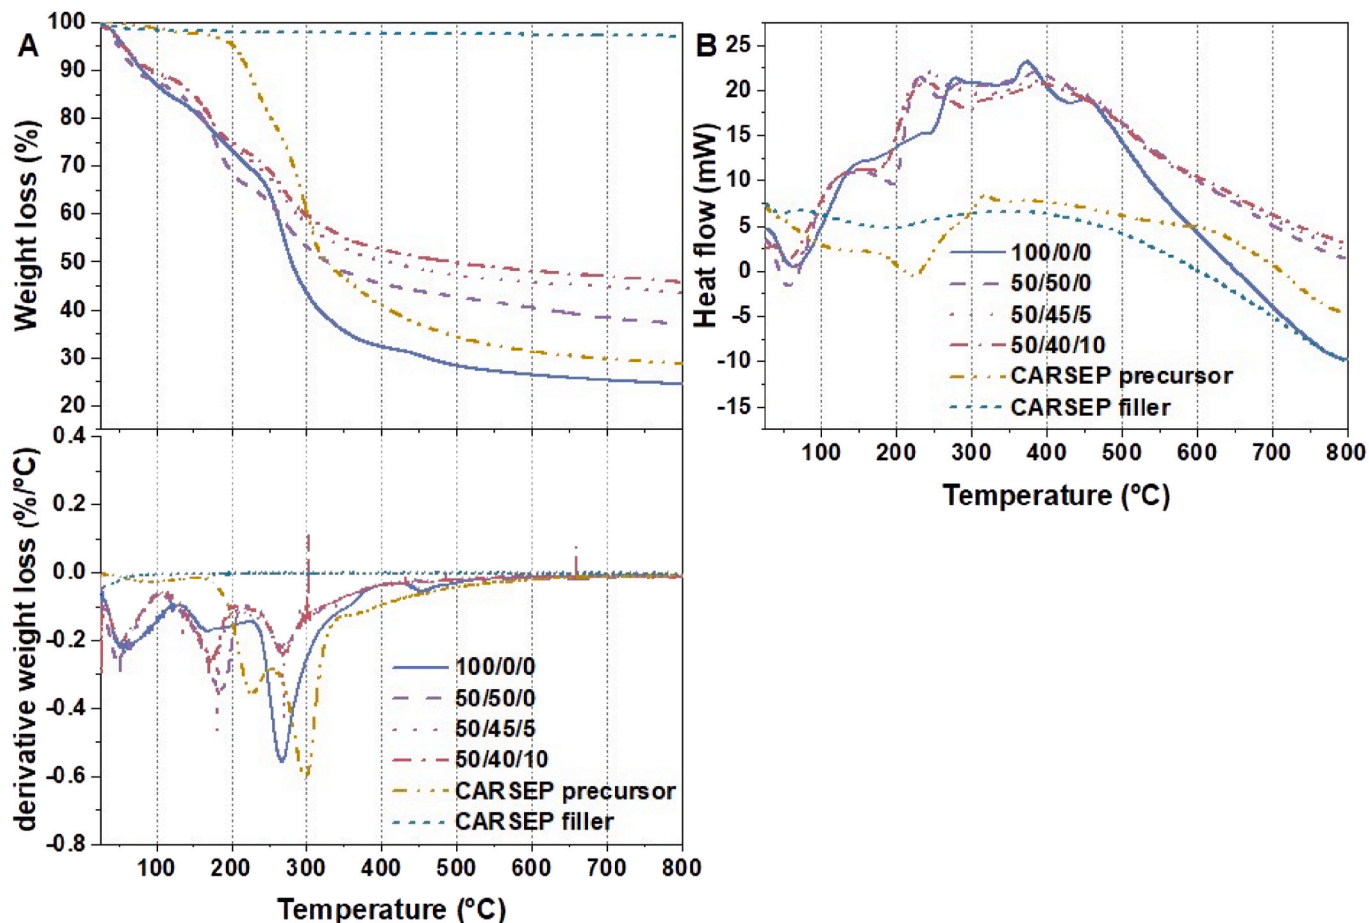 A
Weight loss (%)
100
90
80
70
60
50
40
30
20
derivative weight loss (%/ºC)
0.4
0.2
0.0
-0.2
-0.4
-0.6
-0.8
100/0/0
50/50/0
50/45/5
50/40/10
CARSEP precursor
CARSEP filler
100 200 300 400 500 600 700 800
Temperature (ºC)
B
Heat flow (mW)
25
20
15
10
5
0
-5
-10
-15
100/0/0
50/50/0
50/45/5
50/40/10
CARSEP precursor
CARSEP filler
100 200 300 400 500 600 700 800
Temperature (ºC)